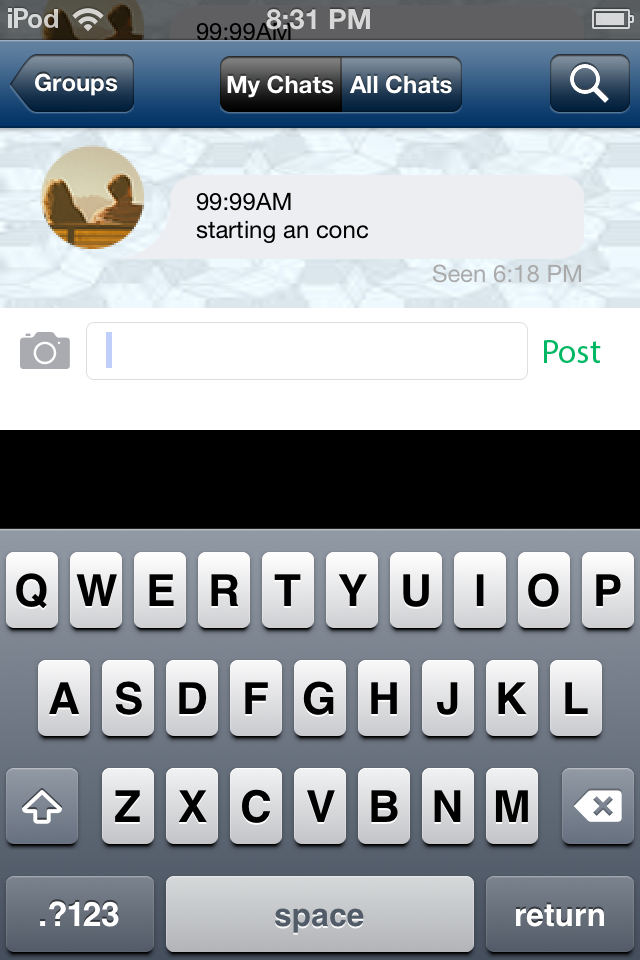 iPod 8:31 PM
99:99AM
Groups My Chats All Chats
99:99AM
starting an conc
Seen 6:18 PM
Post
Q W E R T Y U I O P
A S D F G H J K L
Z X C V B N M
.?123 space return